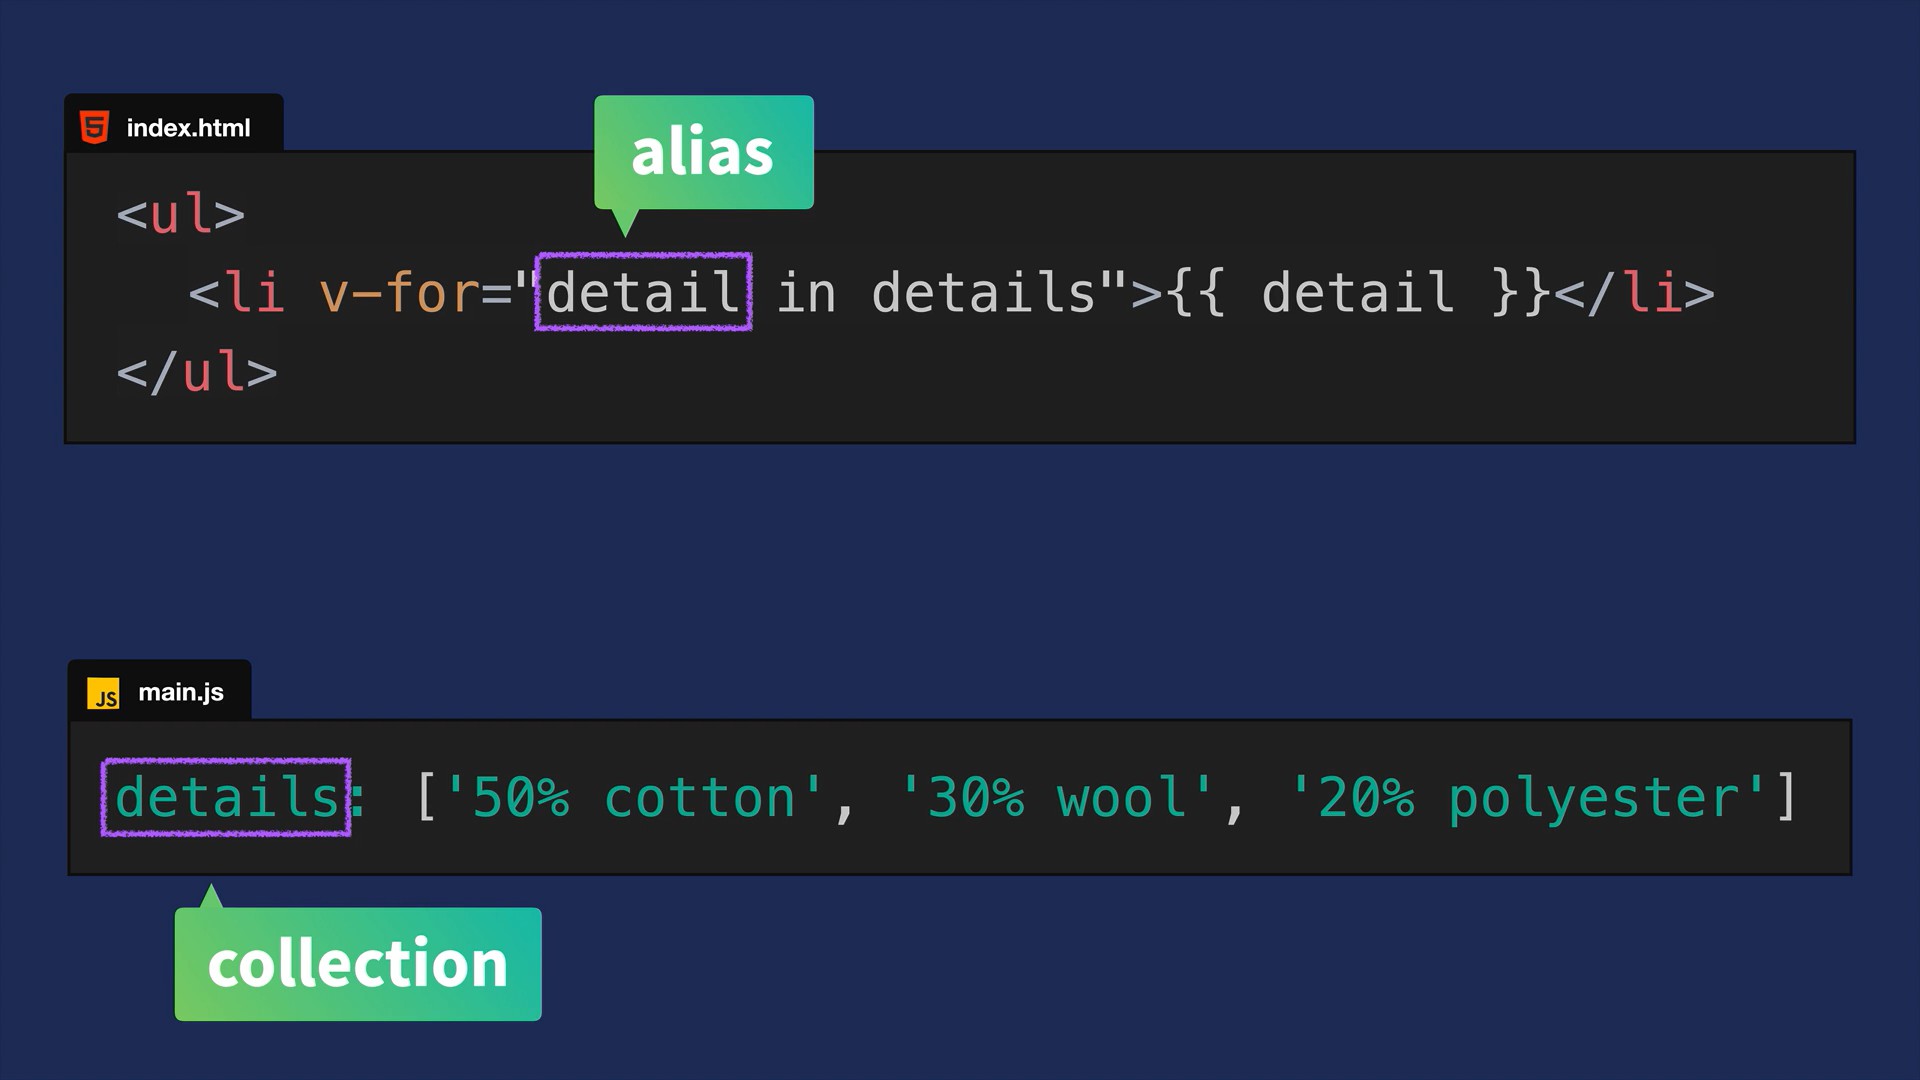 index.html
alias
<ul>
<li v-for="detail in details">{{ detail }}</li>
</ul>
JS main.js
details: ['50% cotton', '30% wool', '20% polyester']
collection